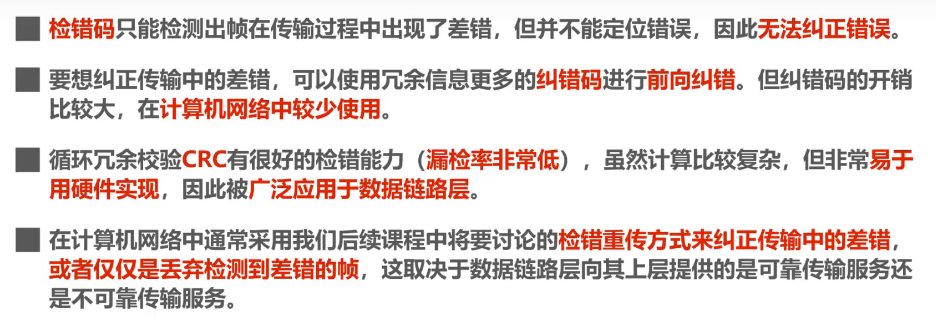 检错码只能检测出帧在传输过程中出现了差错，但并不能定位错误，因此无法纠正错误。
要想纠正传输中的差错，可以使用冗余信息更多的纠错码进行前向纠错。但纠错码的开销
比较大，在计算机网络中较少使用。
循环冗余校验CRC有很好的检错能力（漏检率非常低），虽然计算比较复杂，但非常易于
用硬件实现，因此被广泛应用于数据链路层。
在计算机网络中通常采用我们后续课程中将要讨论的检错重传方式来纠正传输中的差错，
或者仅仅是丢弃检测到差错的帧，这取决于数据链路层向其上层提供的是可靠传输服务还
是不可靠传输服务。